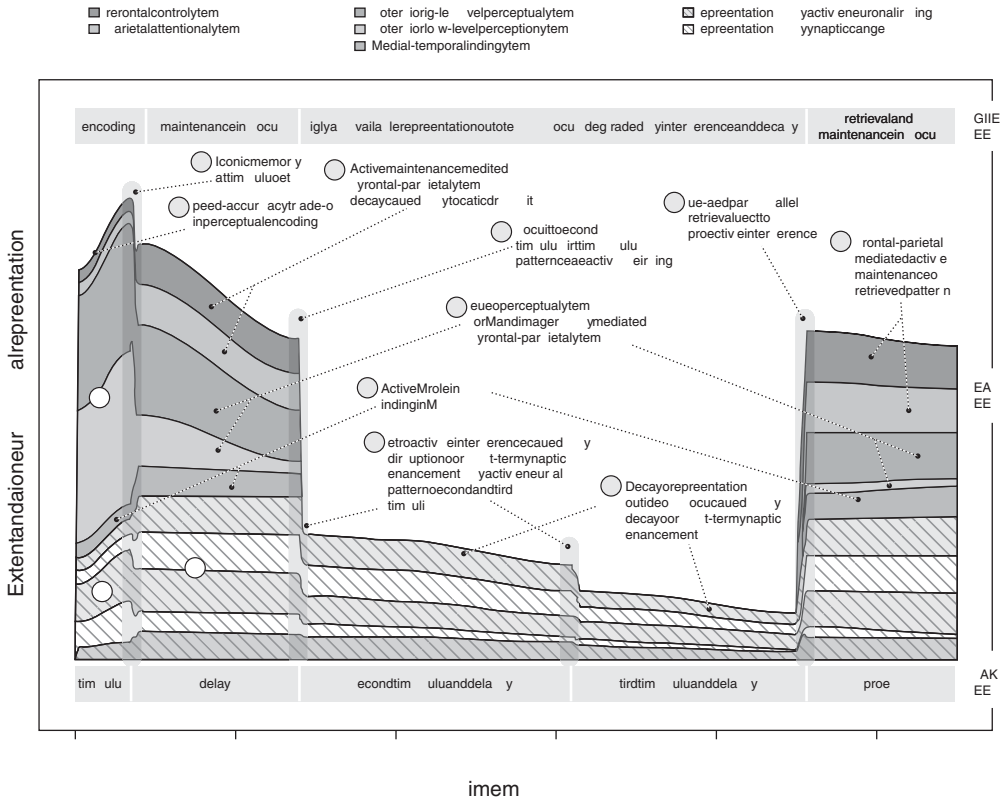 rerontalcontrolytem
arietalattentionalytem
oter iorig-le velperceptualytem
oter iorlo w-levelperceptionytem
Medial-temporalindingytem
epreentation yactiv eneuronalir ing
epreentation yynapticcange
encoding
maintenancein ocu
iglya vaila lerepreentationoutote ocu deg raded yinter erenceanddeca y
retrievaland
maintenancein ocu
GIIE
EE
Iconicmemor y
attim uluoet
peed-accur acytr ade-o
inperceptualencoding
Activemaintenancemedited
yrontal-par ietalytem
decaycaued ytocaticdr it
ocuittoecond
tim ulu irttim ulu
patternceaeactiv eir ing
ue-aedpar allel
retrievaluectto
proectiv einter erence
rontal-parietal
mediatedactiv e
maintenanceo
retrievedpatter n
eueoperceptualytem
orMandimager ymediated
yrontal-par ietalytem
ActiveMrolein
indinginM
etroactiv einter erencecaued y
dir uptionoor t-termynaptic
enancement yactiv eneur al
patternoecondandtird
tim uli
Decayorepreentation
outideo ocucaued y
decayoor t-termynaptic
enancement
EA
EE
Extentandaioneur alrepreentation
tim ulu
delay
econdtim uluanddela y
tirdtim uluanddela y
proe
AK
EE
imem